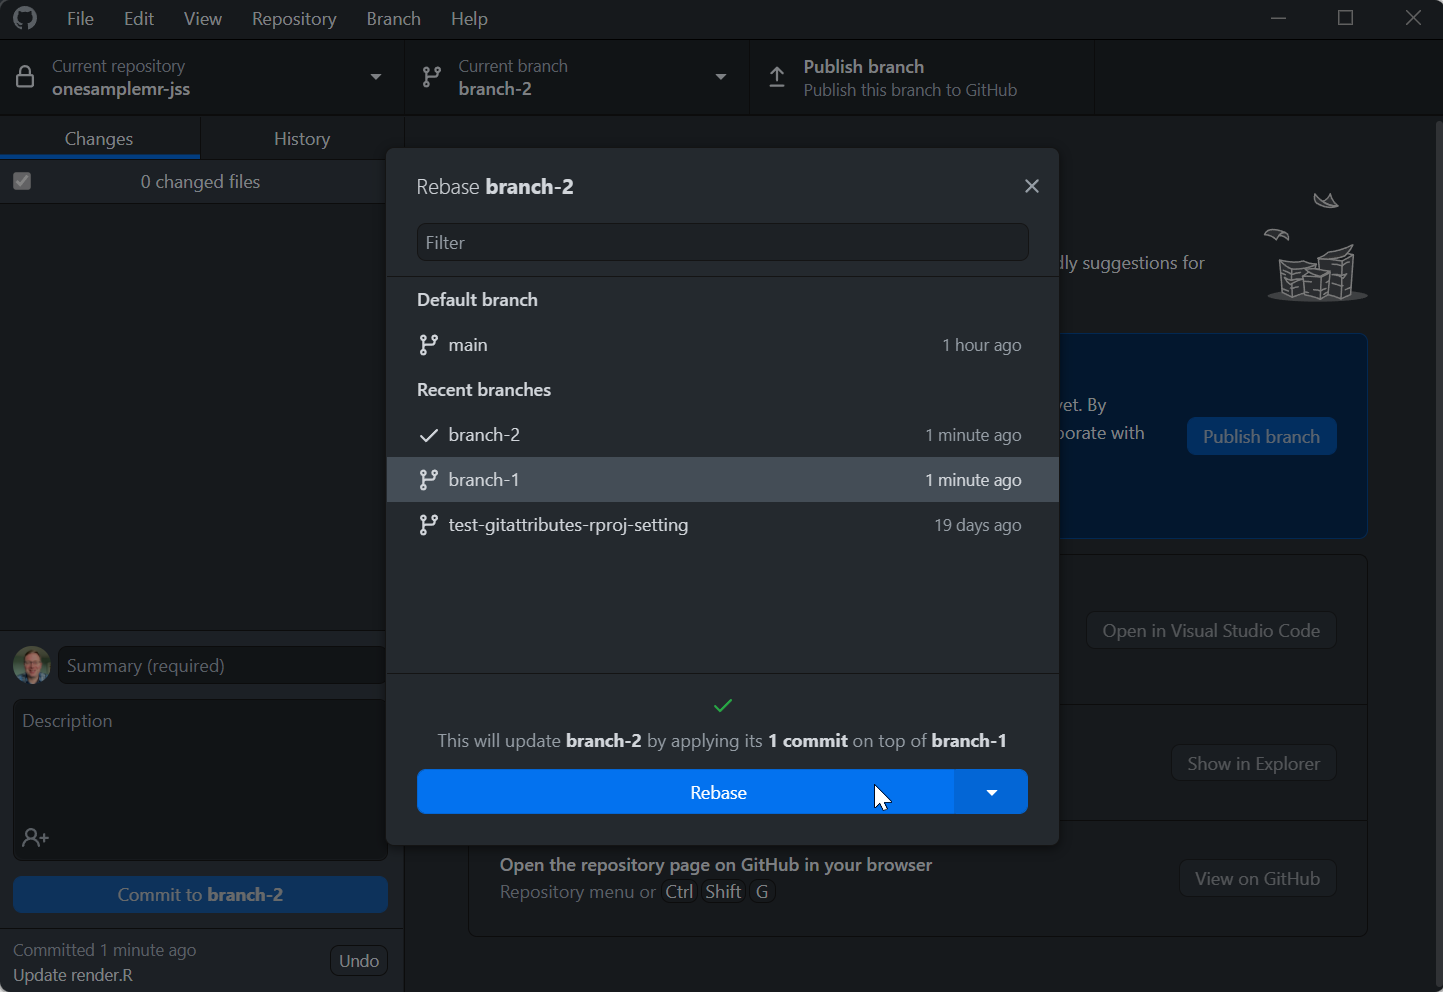 File Edit View Repository Branch Help
Current repository
onesamplemr-jss
Current branch
branch-2
Publish branch
Publish this branch to GitHub
Changes History
0 changed files
Rebase branch-2
Filter
Default branch
main 1 hour ago
Recent branches
branch-2 1 minute ago
branch-1 1 minute ago
test-gitattributes-rproj-setting 19 days ago
This will update branch-2 by applying its 1 commit on top of branch-1
Rebase
suggestions for
By
with
Publish branch
Open in Visual Studio Code
Show in Explorer
Open the repository page on GitHub in your browser
Repository menu or Ctrl Shift G
View on GitHub
Summary (required)
Description
Commit to branch-2
Committed 1 minute ago
Update render.R
Undo